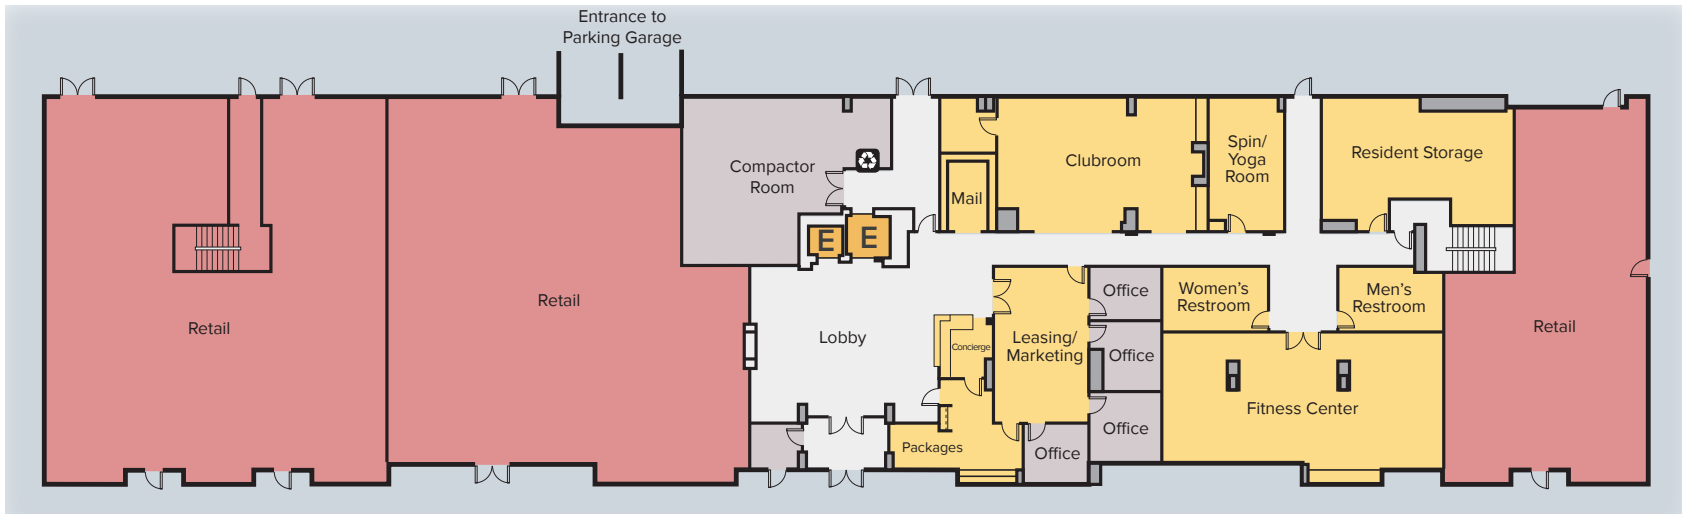 Entrance to
Parking Garage
Compactor
Room
Clubroom
Spin/
Yoga
Room
Resident Storage
Mail
E
E
Retail
Retail
Lobby
Concierge
Leasing/
Marketing
Office
Office
Office
Office
Women's
Restroom
Men's
Restroom
Retail
Fitness Center
Packages